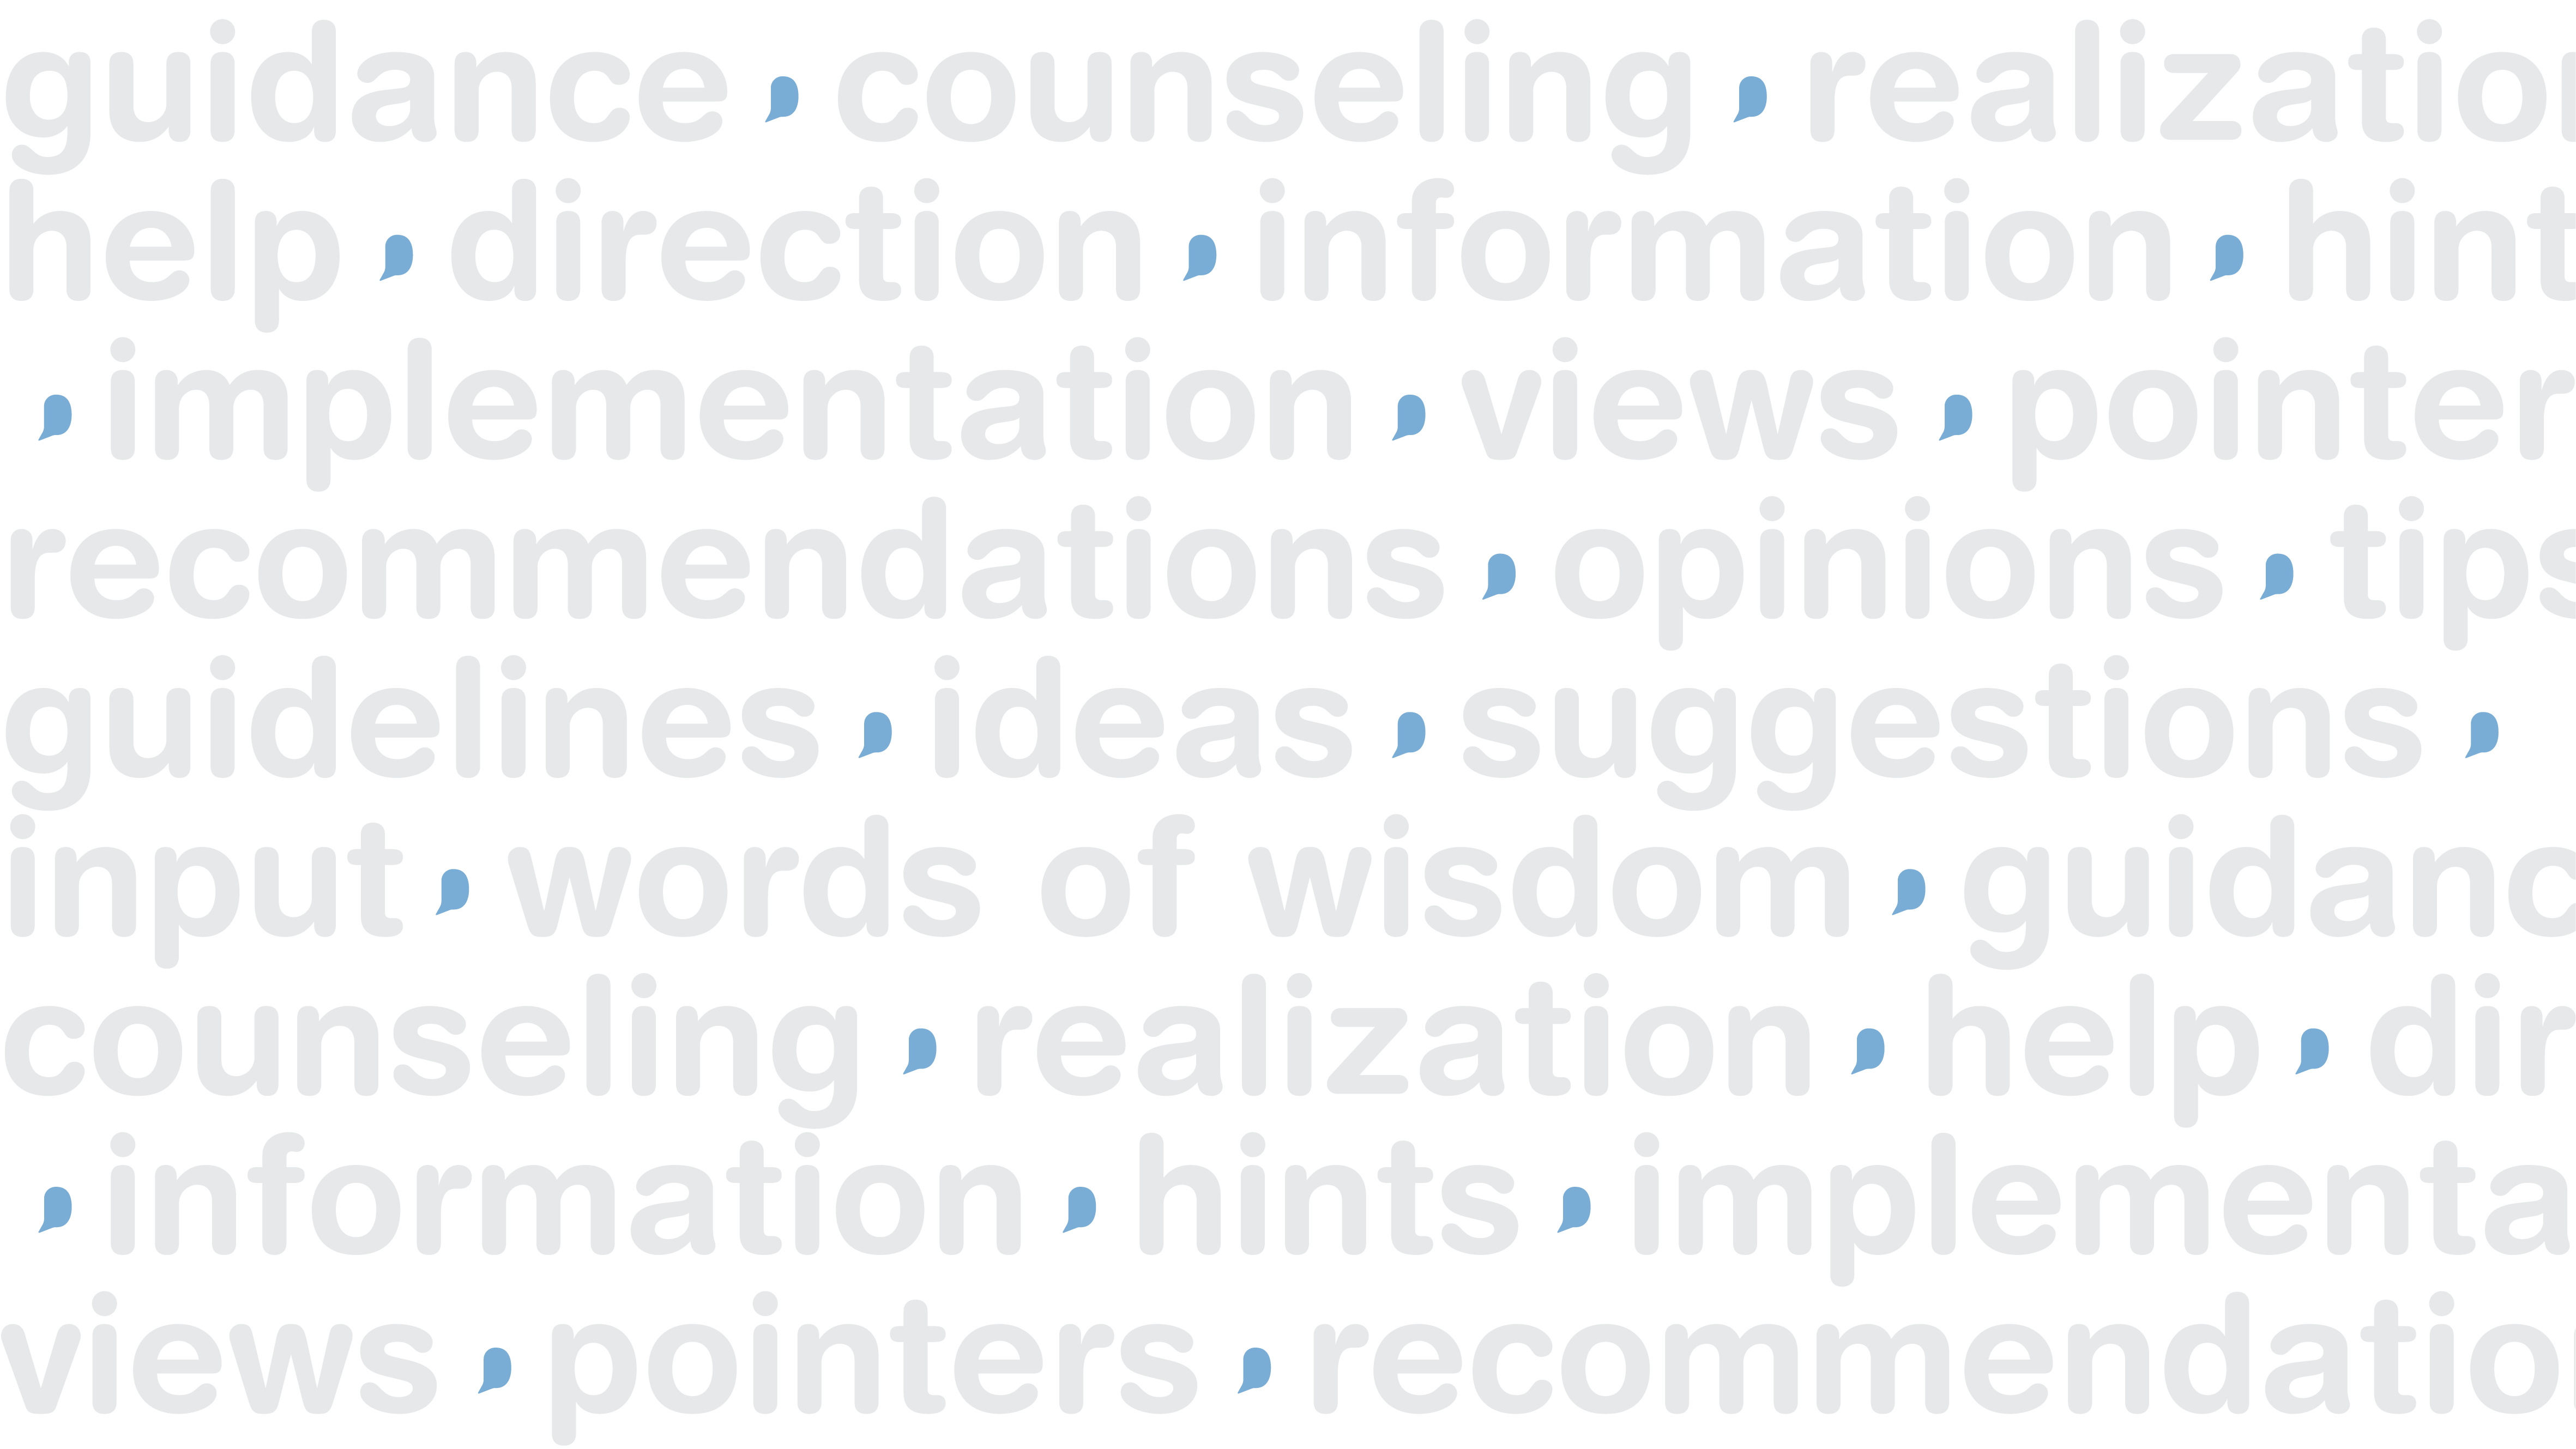 guidance , counseling , realization
help , direction , information , hint
, implementation , views , pointer
recommendations , opinions , tips
guidelines , ideas , suggestions ,
input , words of wisdom , guidanc
counseling , realization , help , dir
, information , hints , implementa
views , pointers , recommendatio